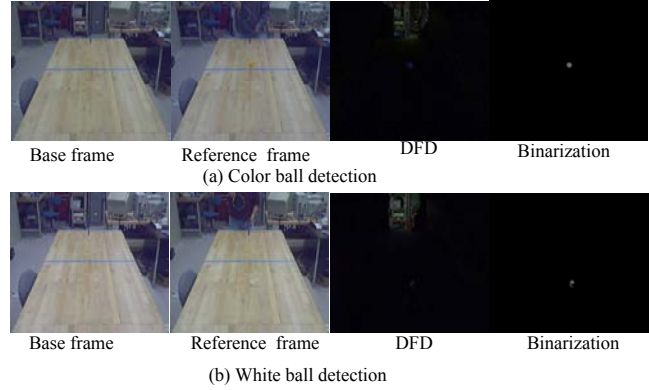 Base frame Reference frame DFD Binarization
(a) Color ball detection
Base frame Reference frame DFD Binarization
(b) White ball detection